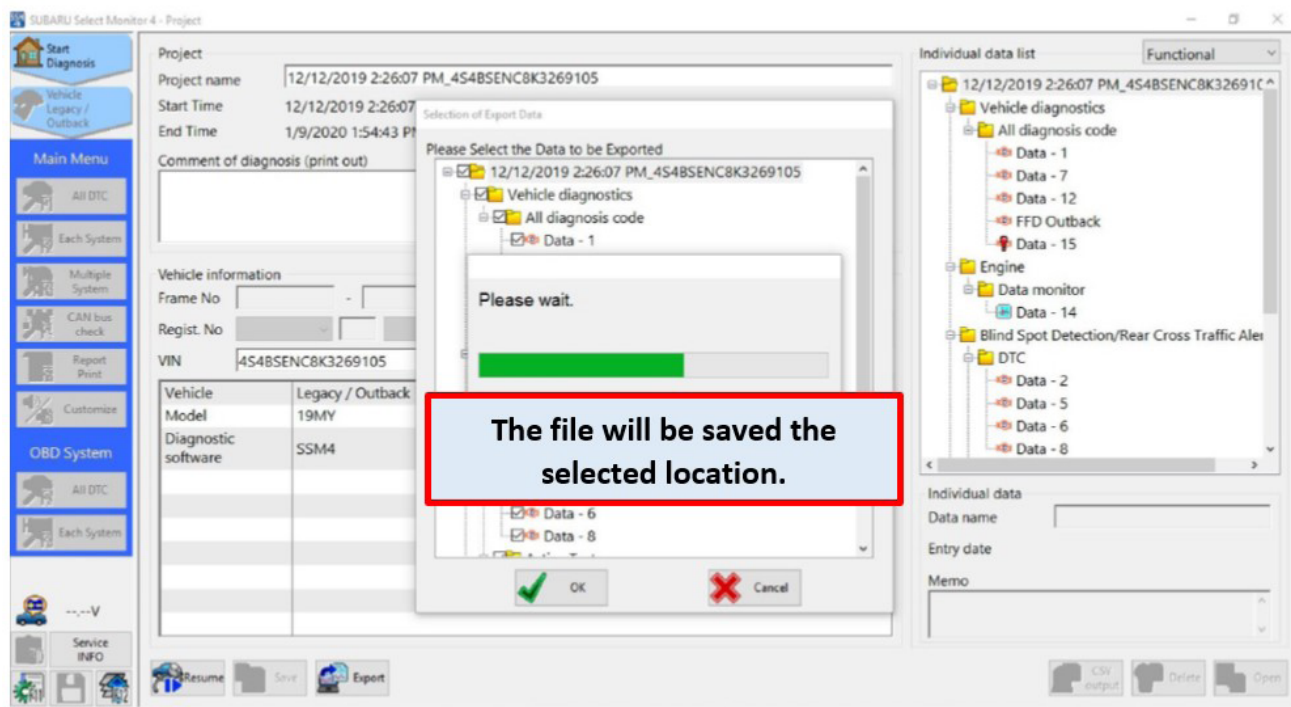 SUBARU Select Monitor 4 - Project
Start
Diagnosis
Vehicle
Legacy /
Outback
Main Menu
All DTC
Each System
Multiple
System
CAN bus
check
Report
Print
Customize
OBD System
All DTC
Each System
--.--V
Service
INFO
F11
F12
Project
Project name
12/12/2019 2:26:07 PM_4S4BSENC8K3269105
Start Time
12/12/2019 2:26:07
End Time
1/9/2020 1:54:43 PM
Comment of diagnosis (print out)
Vehicle information
Frame No
-
Regist. No
VIN
4S4BSENC8K3269105
Vehicle
Legacy / Outback
Model
19MY
Diagnostic
software
SSM4
Resume
Save
Export
Selection of Export Data
Please Select the Data to be Exported
12/12/2019 2:26:07 PM_4S4BSENC8K3269105
Vehicle diagnostics
All diagnosis code
Data - 1
Please wait.
The file will be saved the
selected location.
Data - 6
Data - 8
OK
Cancel
Individual data list
Functional
12/12/2019 2:26:07 PM_4S4BSENC8K326910
Vehicle diagnostics
All diagnosis code
Data - 1
Data - 7
Data - 12
FFD Outback
Data - 15
Engine
Data monitor
Data - 14
Blind Spot Detection/Rear Cross Traffic Aler
DTC
Data - 2
Data - 5
Data - 6
Data - 8
Individual data
Data name
Entry date
Memo
CSV
output
Delete
Open